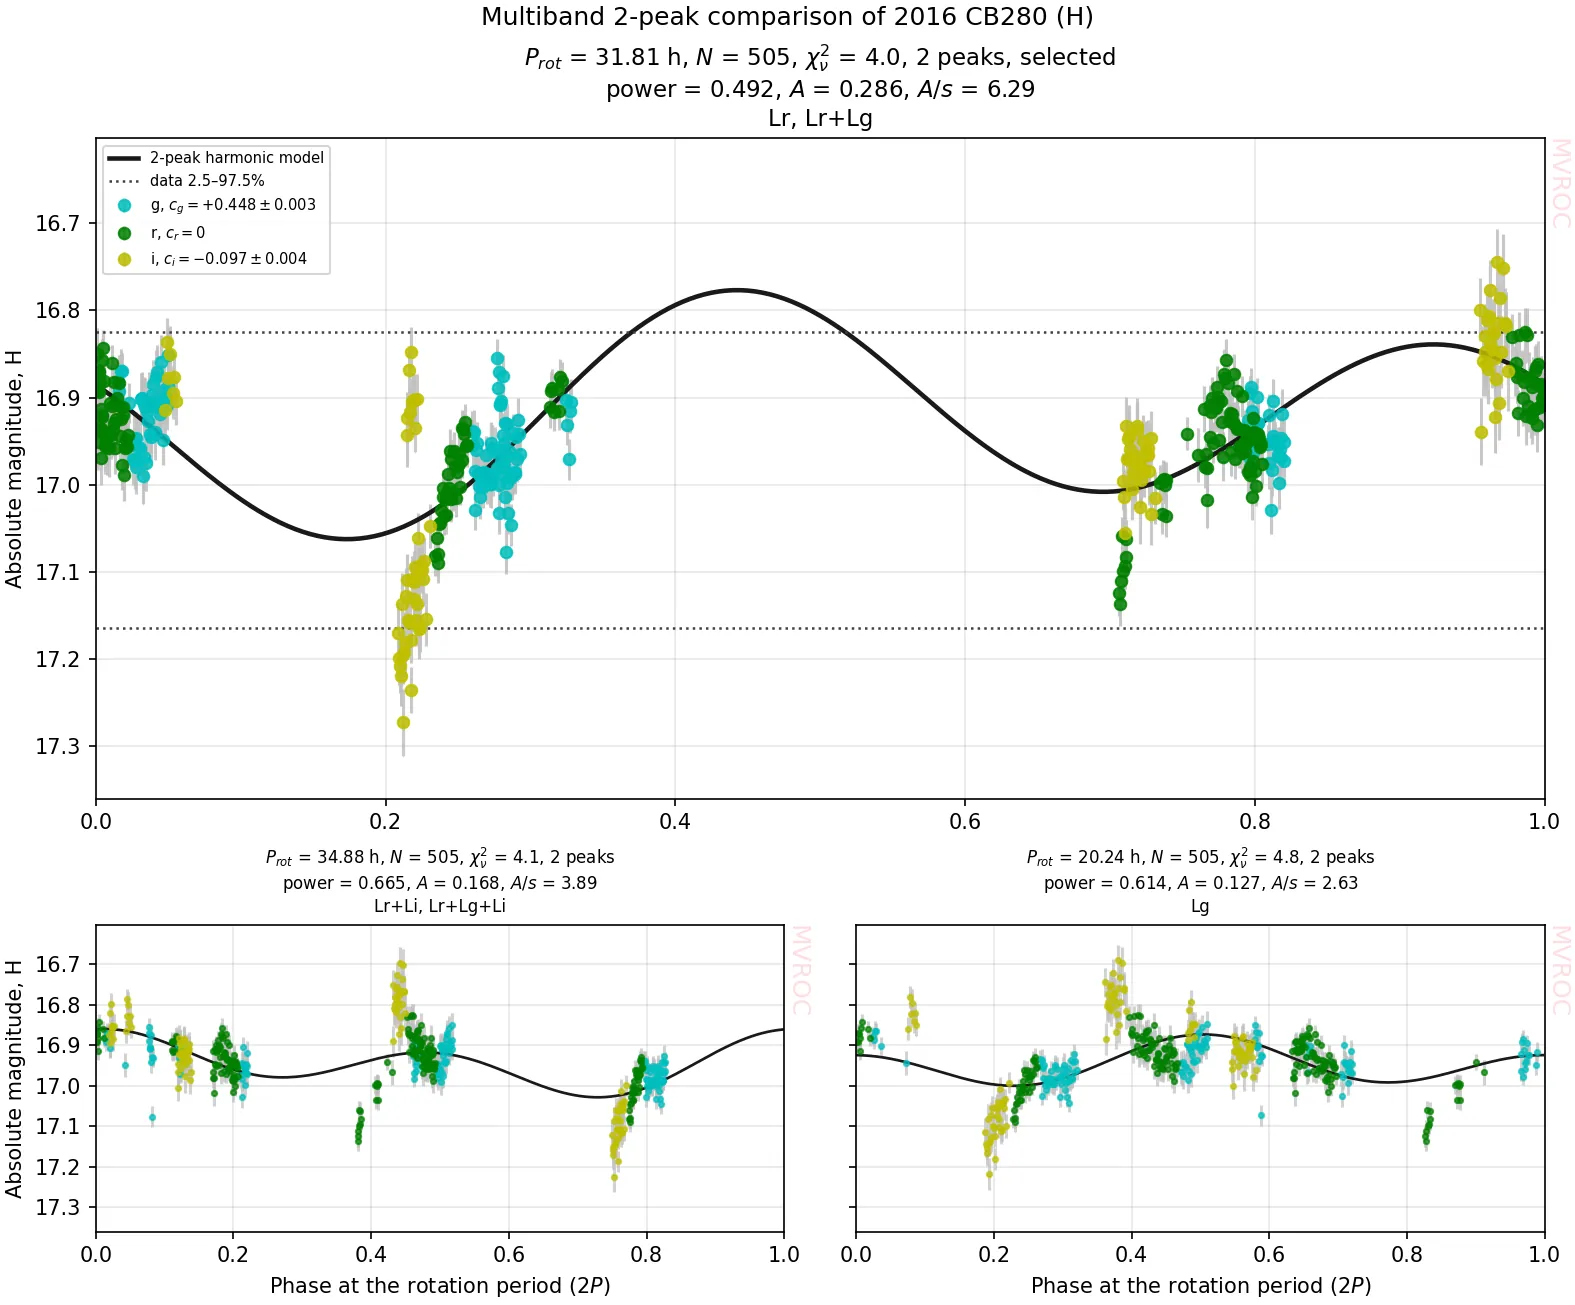 Multiband 2-peak comparison of 2016 CB280 (H)
P_rot = 31.81 h, N = 505, χ²_ν = 4.0, 2 peaks, selected
power = 0.492, A = 0.286, A/s = 6.29
Lr, Lr+Lg
2-peak harmonic model
data 2.5–97.5%
g, c_g = +0.448 ± 0.003
r, c_r = 0
i, c_i = −0.097 ± 0.004
MVROC
Absolute magnitude, H
16.7
16.8
16.9
17.0
17.1
17.2
17.3
0.0 0.2 0.4 0.6 0.8 1.0
P_rot = 34.88 h, N = 505, χ²_ν = 4.1, 2 peaks
power = 0.665, A = 0.168, A/s = 3.89
Lr+Li, Lr+Lg+Li
MVROC
Absolute magnitude, H
16.7
16.8
16.9
17.0
17.1
17.2
17.3
0.0 0.2 0.4 0.6 0.8 1.0
Phase at the rotation period (2P)
P_rot = 20.24 h, N = 505, χ²_ν = 4.8, 2 peaks
power = 0.614, A = 0.127, A/s = 2.63
Lg
MVROC
0.0 0.2 0.4 0.6 0.8 1.0
Phase at the rotation period (2P)